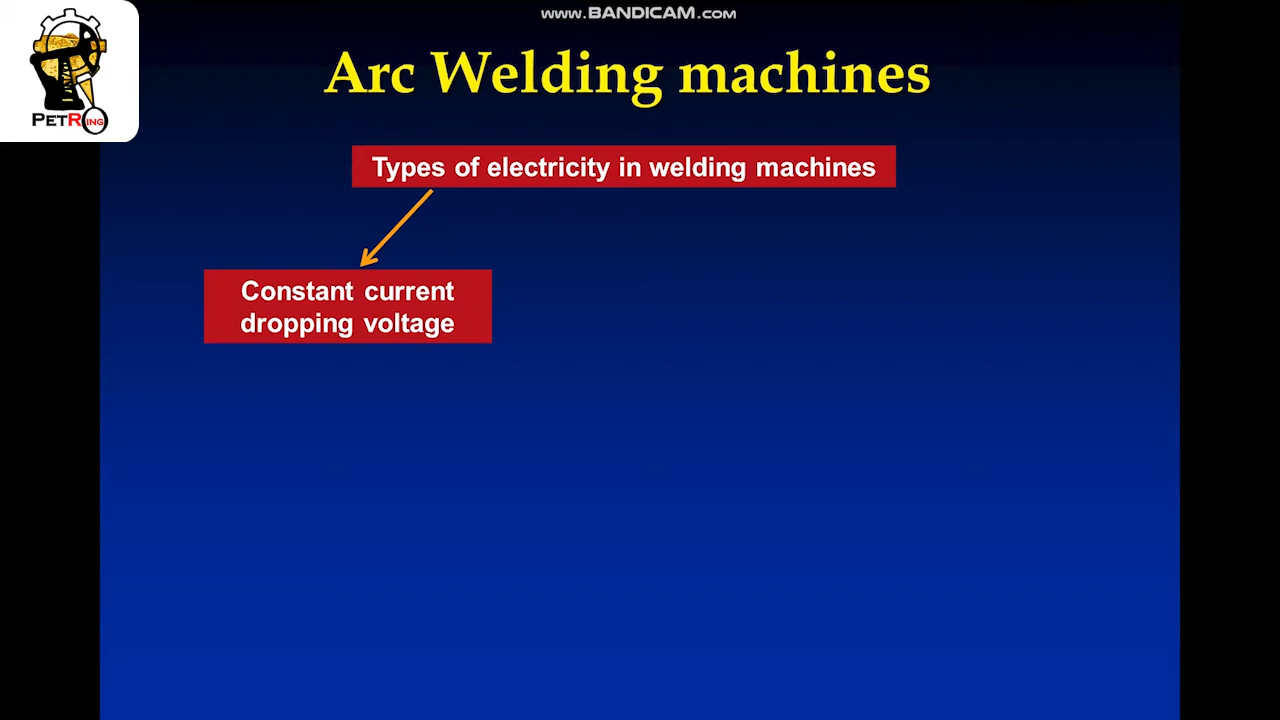 www.BANDICAM.com
Arc Welding machines
PETRING
Types of electricity in welding machines
Constant current
dropping voltage